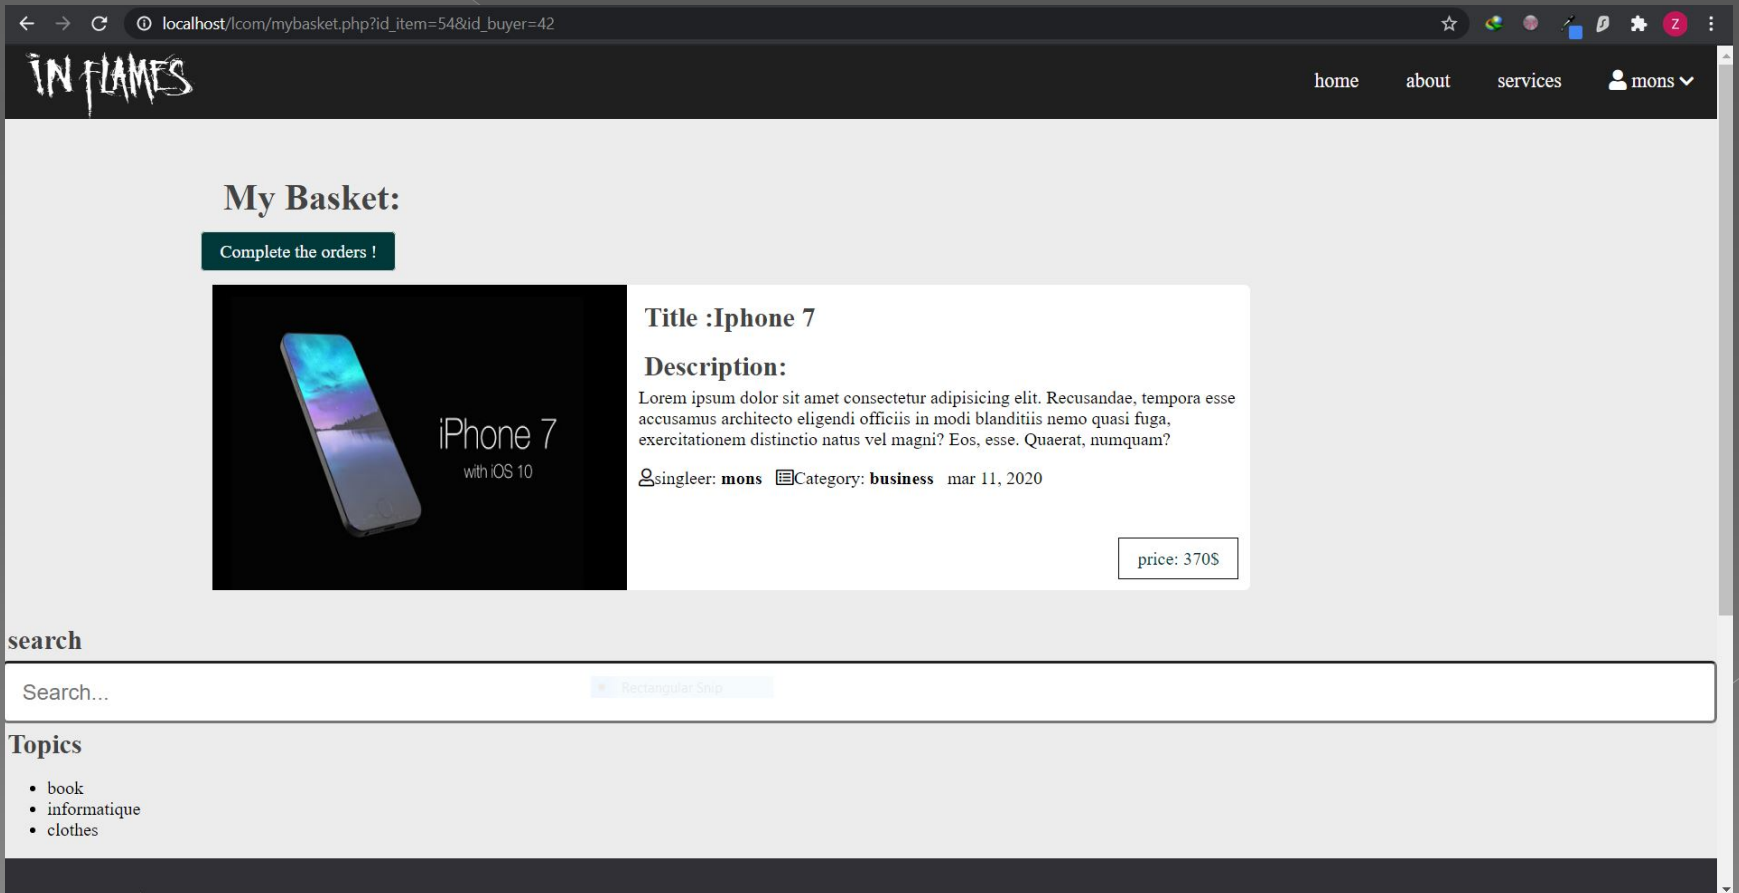 localhost/lcom/mybasket.php?id_item=54&id_buyer=42
Z
IN FLAMES
home about services mons
My Basket:
Complete the orders !
iPhone 7
with iOS 10
Title :Iphone 7
Description:
Lorem ipsum dolor sit amet consectetur adipisicing elit. Recusandae, tempora esse
accusamus architecto eligendi officiis in modi blanditiis nemo quasi fuga,
exercitationem distinctio natus vel magni? Eos, esse. Quaerat, numquam?
singleer: mons Category: business mar 11, 2020
price: 370$
search
Search...
Rectangular Snip
Topics
book
informatique
clothes